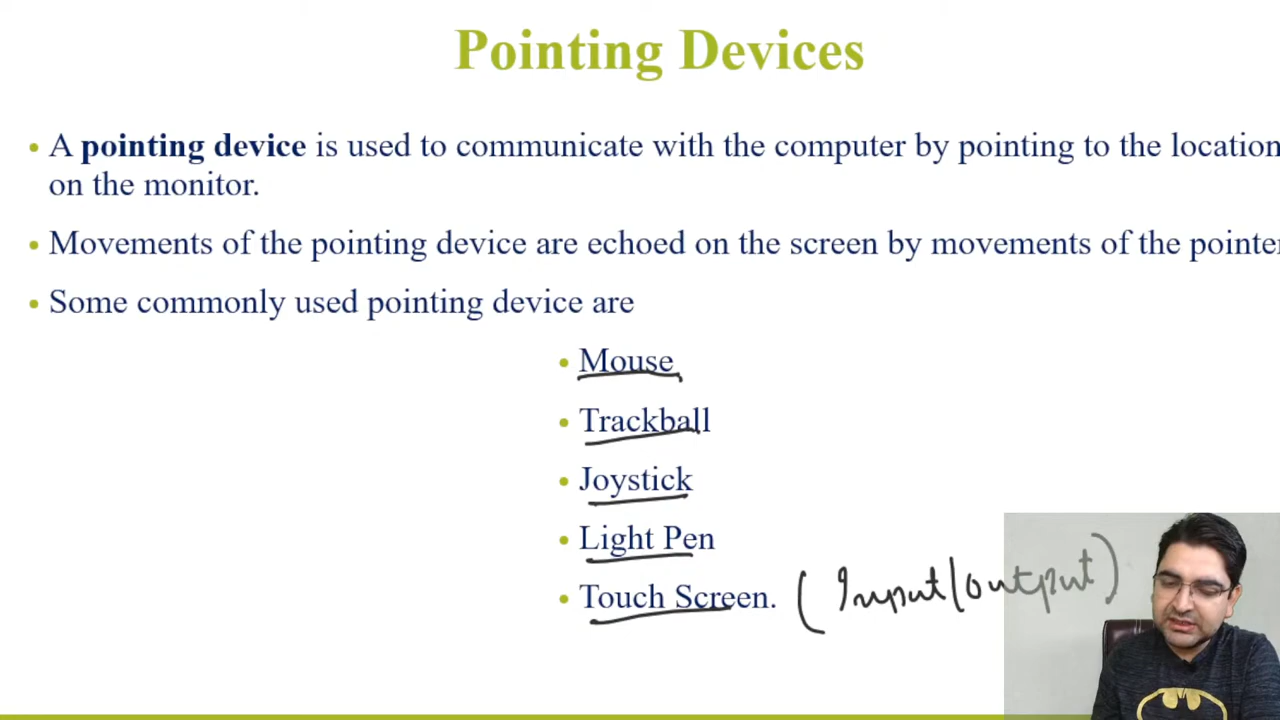 Pointing Devices
• A pointing device is used to communicate with the computer by pointing to the location
on the monitor.
• Movements of the pointing device are echoed on the screen by movements of the pointer
• Some commonly used pointing device are
• Mouse
• Trackball
• Joystick
• Light Pen
• Touch Screen. (Input/output)